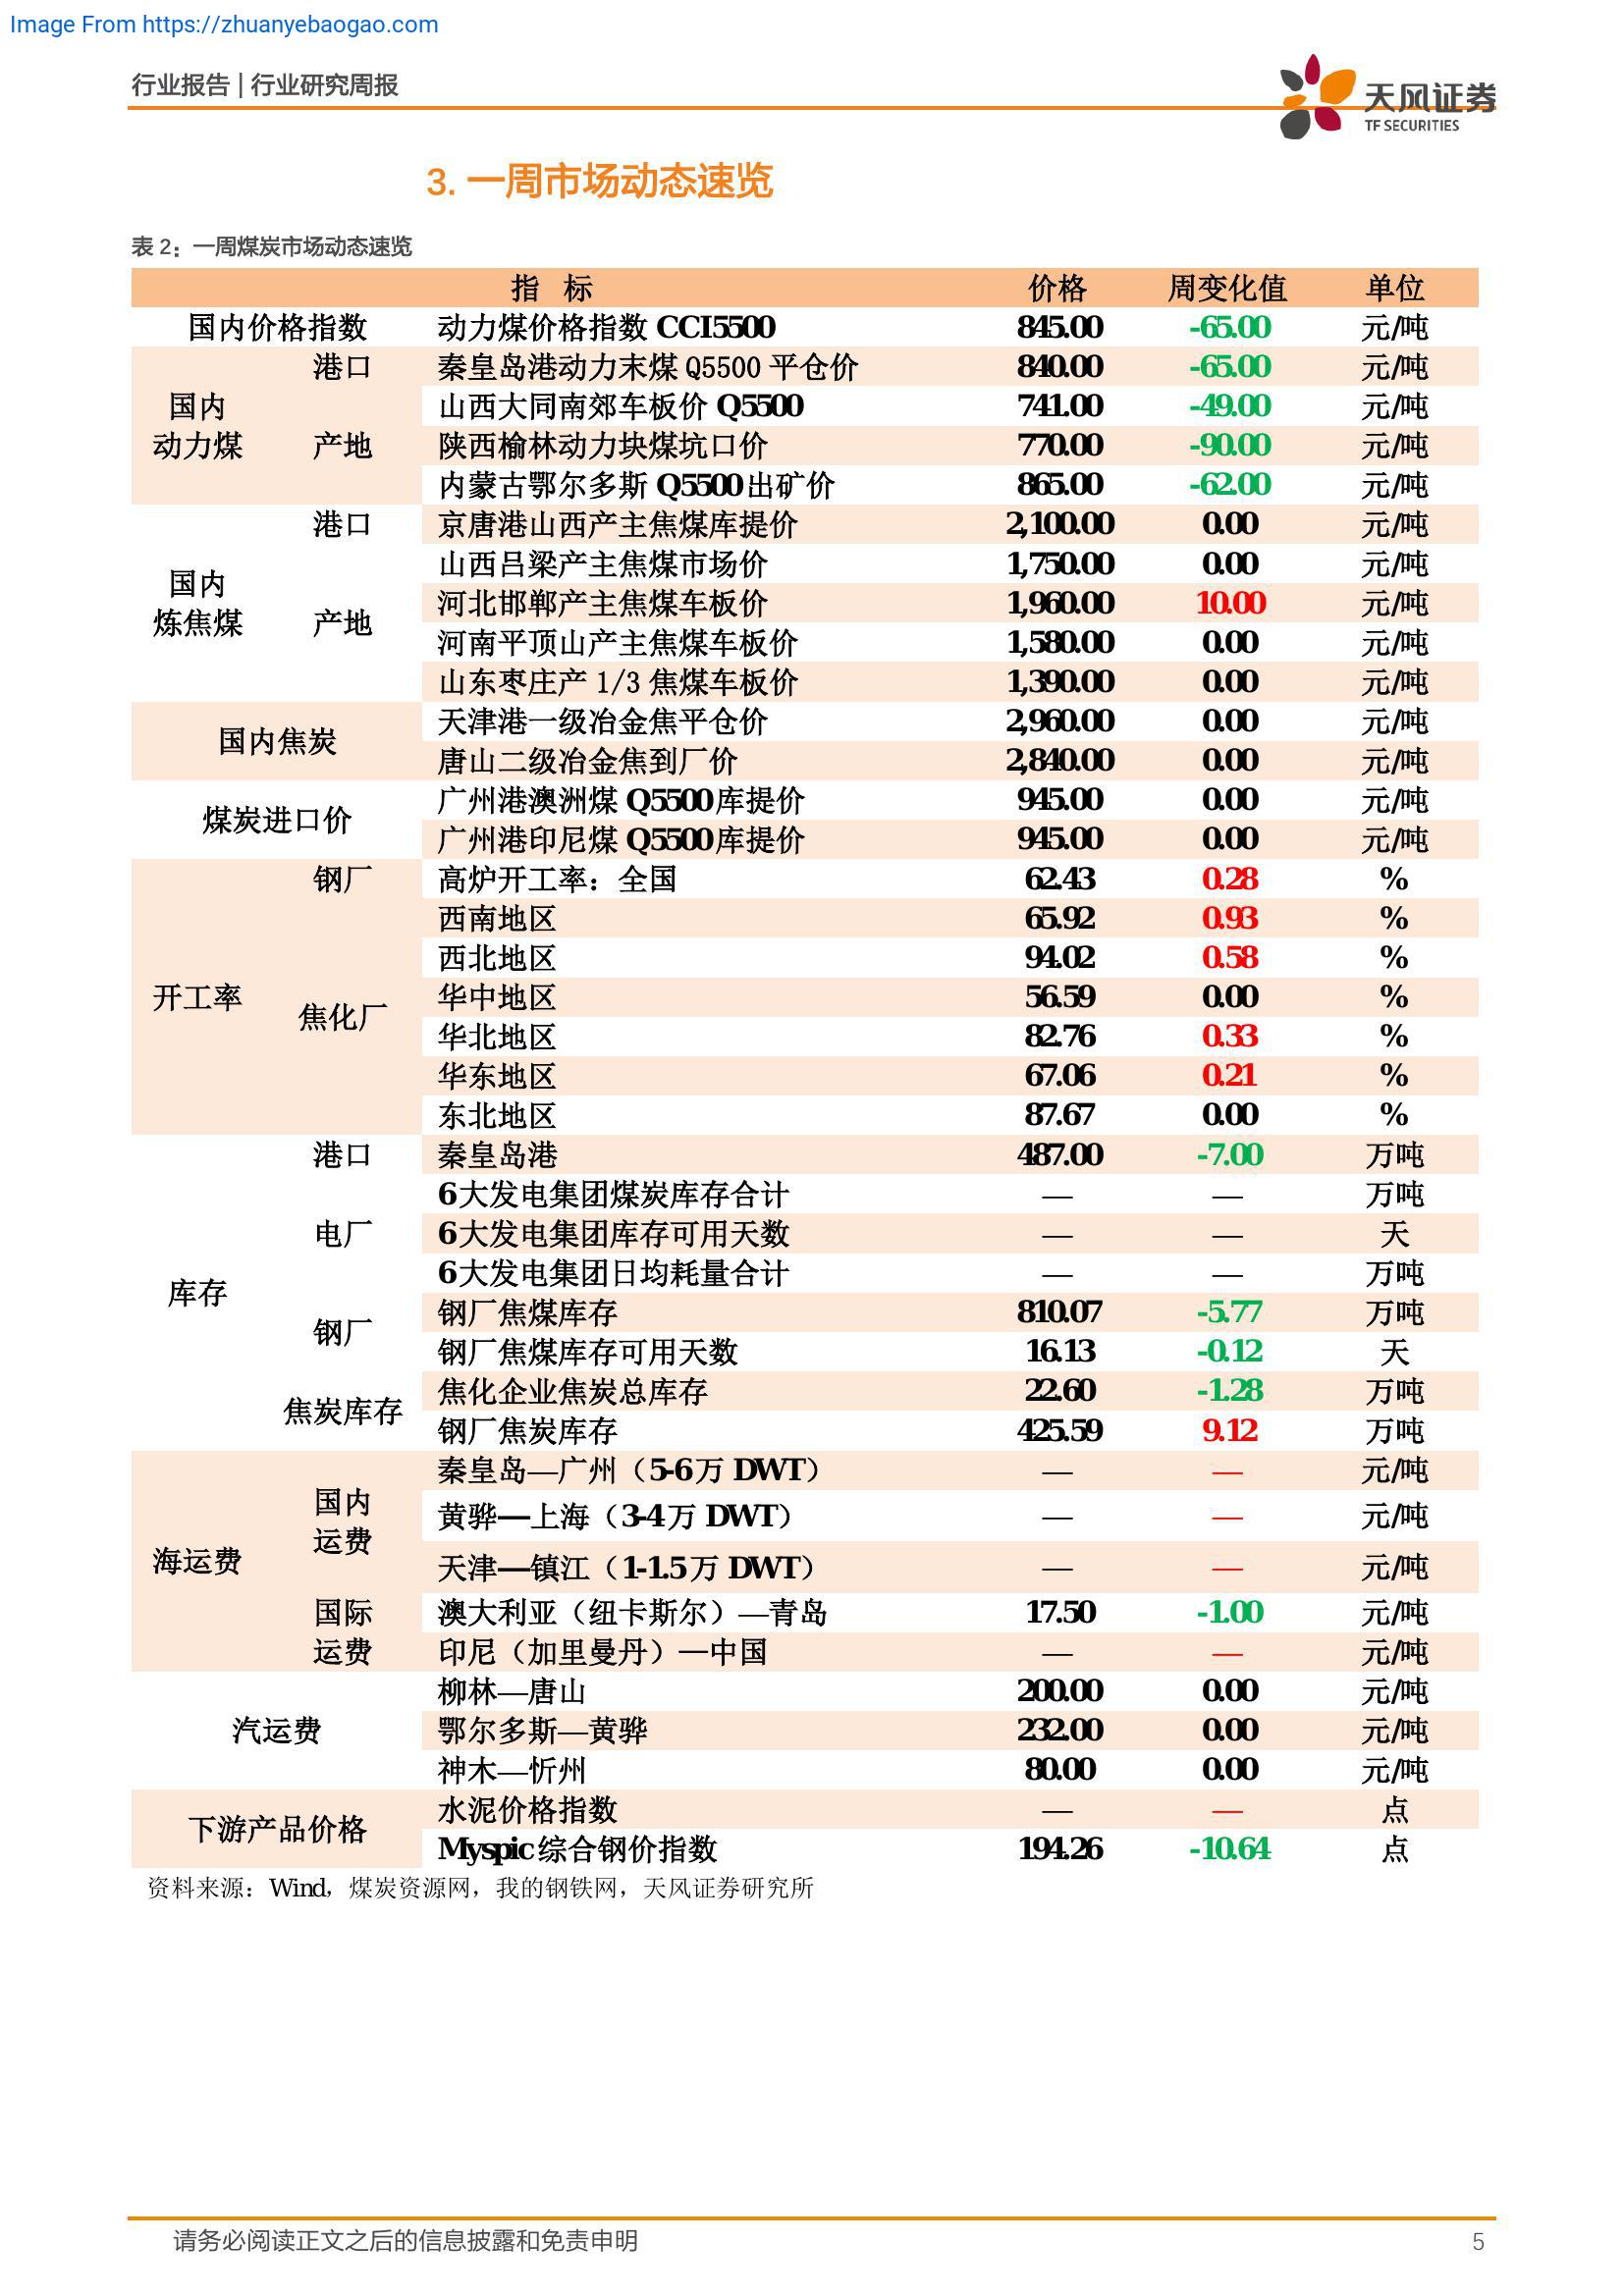 Image From https://zhuanyebaogao.com
行业报告 | 行业研究周报
天风证券
TF SECURITIES
3. 一周市场动态速览
表 2：一周煤炭市场动态速览
指 标 价格 周变化值 单位
国内价格指数 动力煤价格指数 CCI5500 845.00 -65.00 元/吨
港口 秦皇岛港动力末煤 Q5500 平仓价 840.00 -65.00 元/吨
国内 山西大同南郊车板价 Q5500 741.00 -49.00 元/吨
动力煤 产地 陕西榆林动力块煤坑口价 770.00 -90.00 元/吨
内蒙古鄂尔多斯 Q5500 出矿价 865.00 -62.00 元/吨
港口 京唐港山西产主焦煤库提价 2,100.00 0.00 元/吨
国内 山西吕梁产主焦煤市场价 1,750.00 0.00 元/吨
炼焦煤 产地 河北邯郸产主焦煤车板价 1,960.00 10.00 元/吨
河南平顶山产主焦煤车板价 1,580.00 0.00 元/吨
山东枣庄产 1/3 焦煤车板价 1,390.00 0.00 元/吨
国内焦炭 天津港一级冶金焦平仓价 2,960.00 0.00 元/吨
唐山二级冶金焦到厂价 2,840.00 0.00 元/吨
煤炭进口价 广州港澳洲煤 Q5500 库提价 945.00 0.00 元/吨
广州港印尼煤 Q5500 库提价 945.00 0.00 元/吨
钢厂 高炉开工率：全国 62.43 0.28 %
西南地区 65.92 0.93 %
西北地区 94.02 0.58 %
开工率 焦化厂 华中地区 56.59 0.00 %
华北地区 82.76 0.33 %
华东地区 67.06 0.21 %
东北地区 87.67 0.00 %
港口 秦皇岛港 487.00 -7.00 万吨
6大发电集团煤炭库存合计 — — 万吨
电厂 6大发电集团库存可用天数 — — 天
库存 6大发电集团日均耗量合计 — — 万吨
钢厂 钢厂焦煤库存 810.07 -5.77 万吨
钢厂焦煤库存可用天数 16.13 -0.12 天
焦炭库存 焦化企业焦炭总库存 22.60 -1.28 万吨
钢厂焦炭库存 425.59 9.12 万吨
秦皇岛—广州（5-6万 DWT） — — 元/吨
国内 黄骅—上海（3-4万 DWT） — — 元/吨
海运费 运费 天津—镇江（1-1.5万 DWT） — — 元/吨
国际 澳大利亚（纽卡斯尔）—青岛 17.50 -1.00 元/吨
运费 印尼（加里曼丹）—中国 — — 元/吨
柳林—唐山 200.00 0.00 元/吨
汽运费 鄂尔多斯—黄骅 232.00 0.00 元/吨
神木—忻州 80.00 0.00 元/吨
下游产品价格 水泥价格指数 — — 点
Myspic 综合钢价指数 194.26 -10.64 点
资料来源：Wind，煤炭资源网，我的钢铁网，天风证券研究所
请务必阅读正文之后的信息披露和免责申明 5